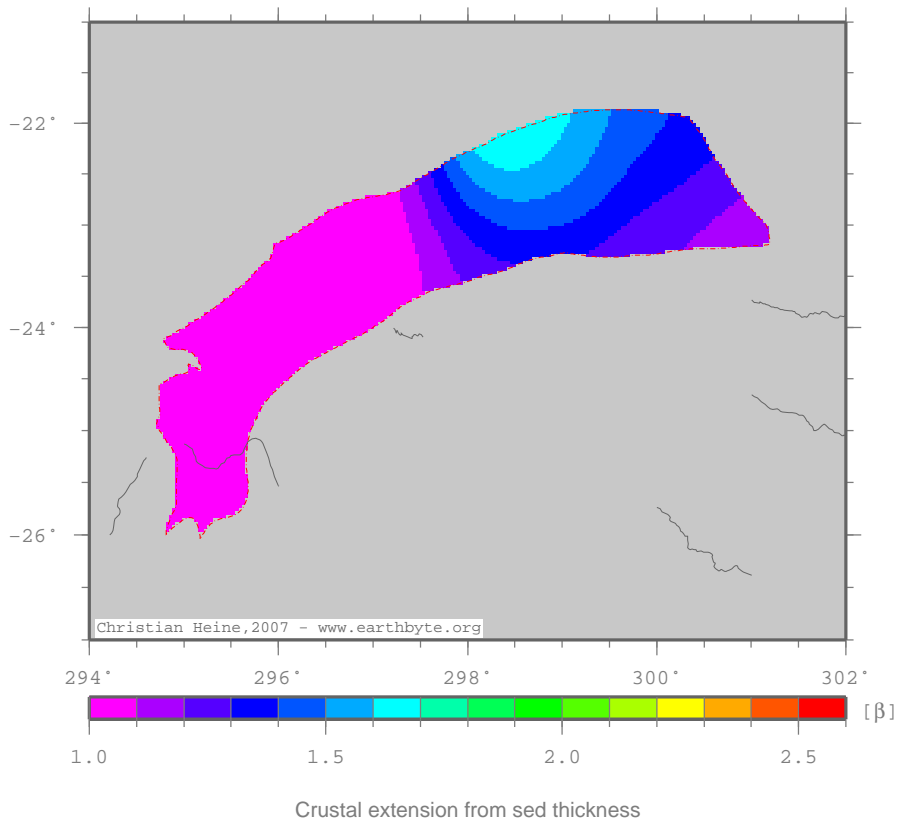 -22°
-24°
-26°
Christian Heine,2007 - www.earthbyte.org
294° 296° 298° 300° 302°
[β]
1.0 1.5 2.0 2.5
Crustal extension from sed thickness